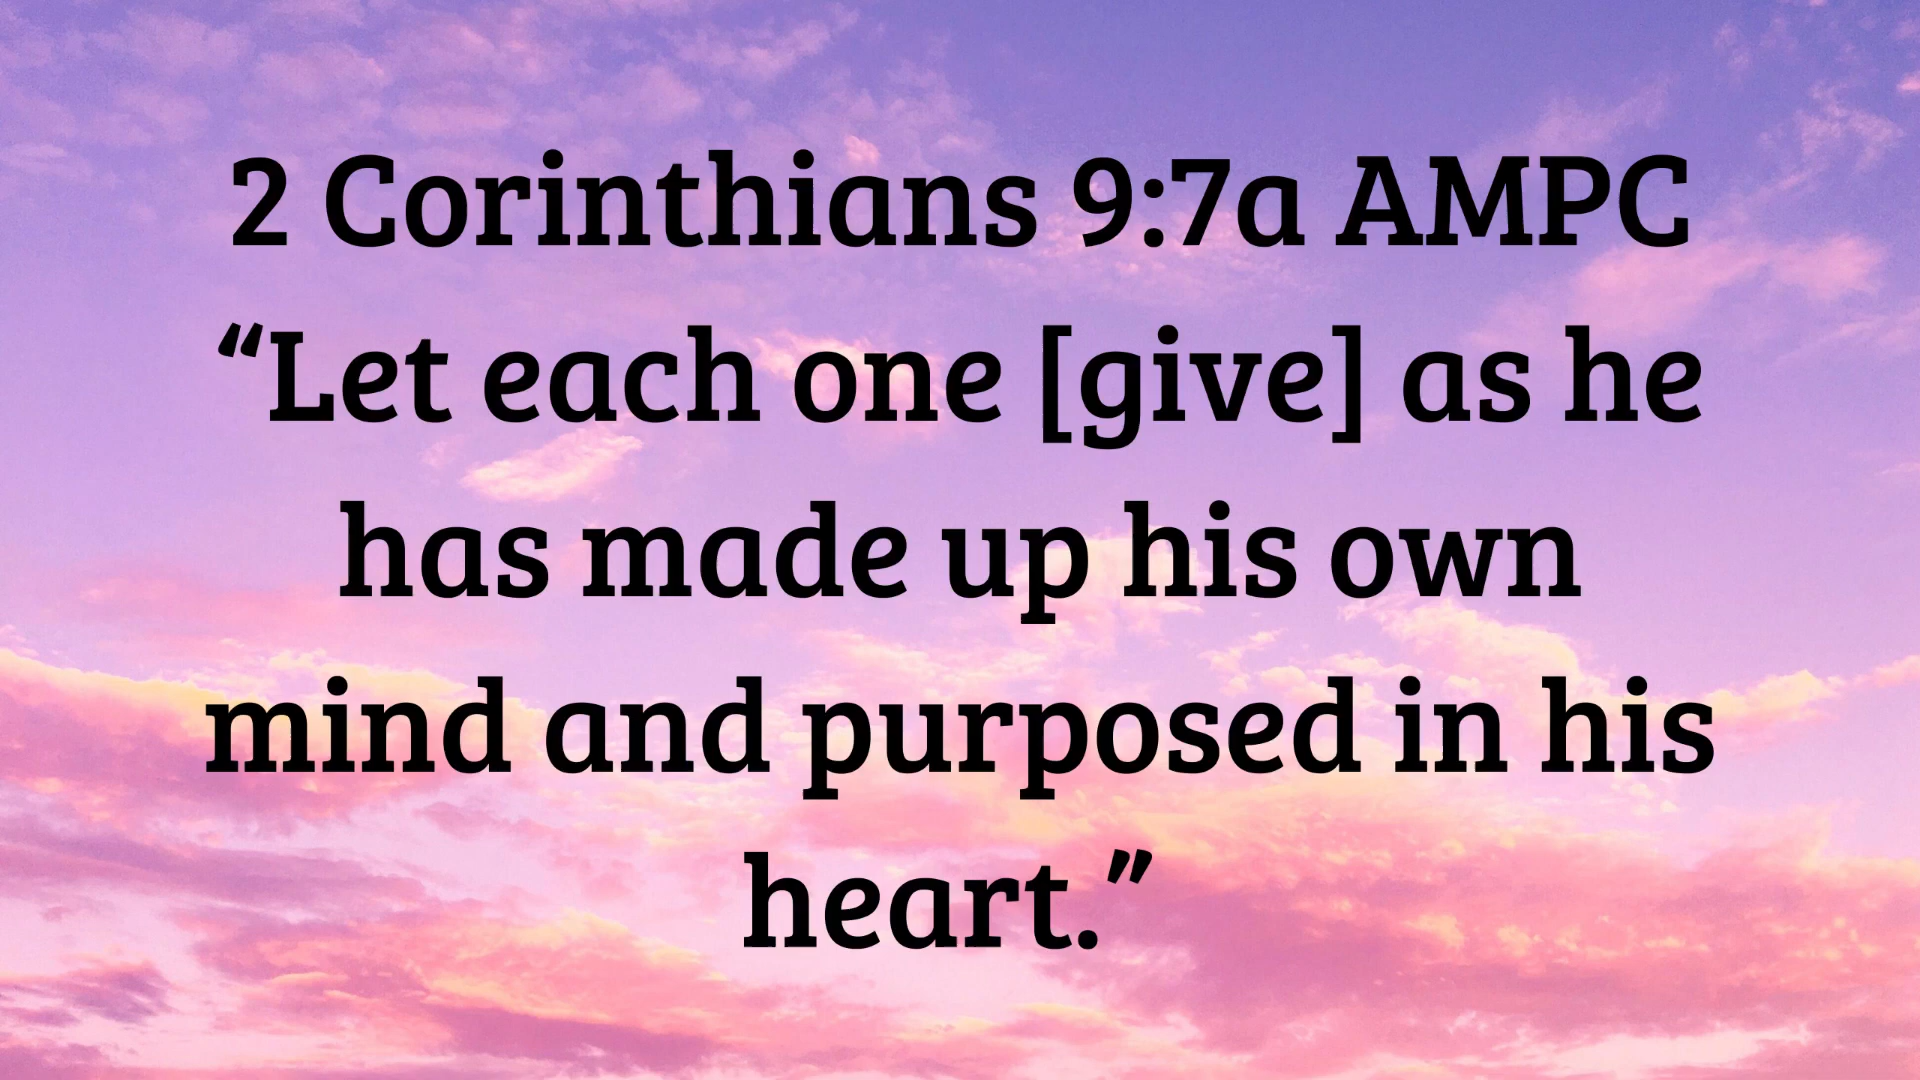 2 Corinthians 9:7a AMPC
“Let each one [give] as he
has made up his own
mind and purposed in his
heart.”